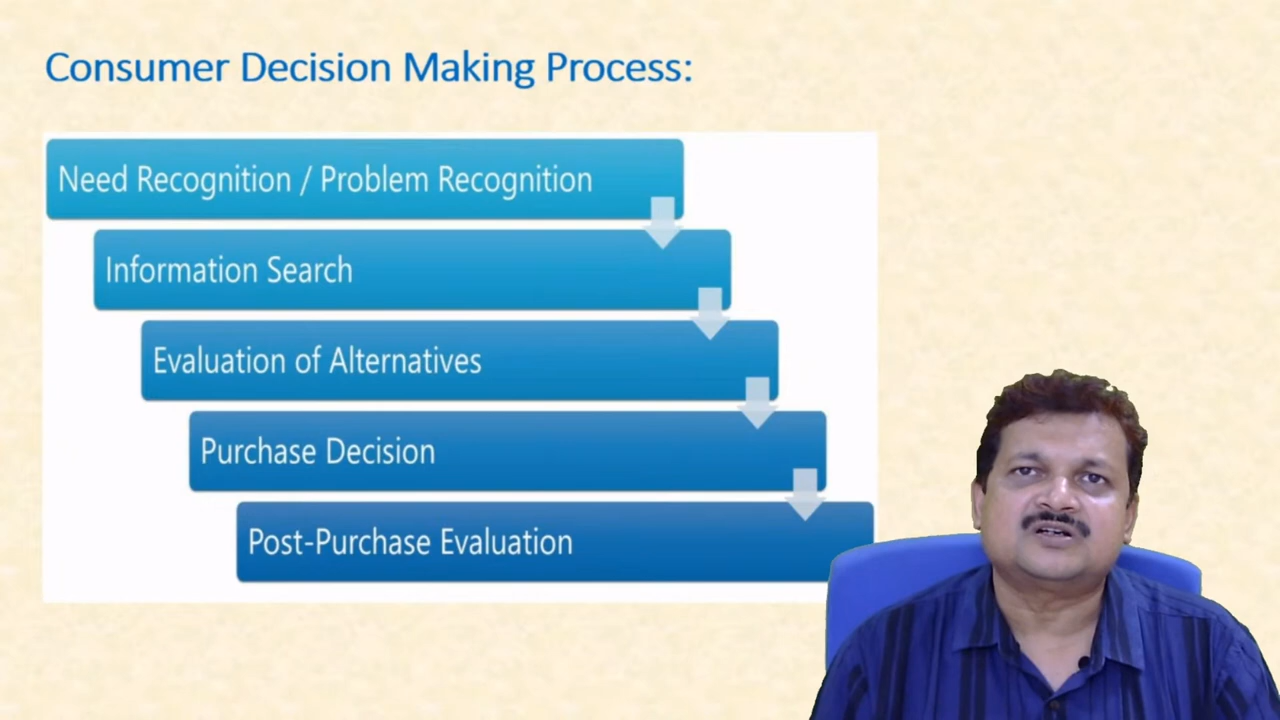 Consumer Decision Making Process:
Need Recognition / Problem Recognition
Information Search
Evaluation of Alternatives
Purchase Decision
Post-Purchase Evaluation